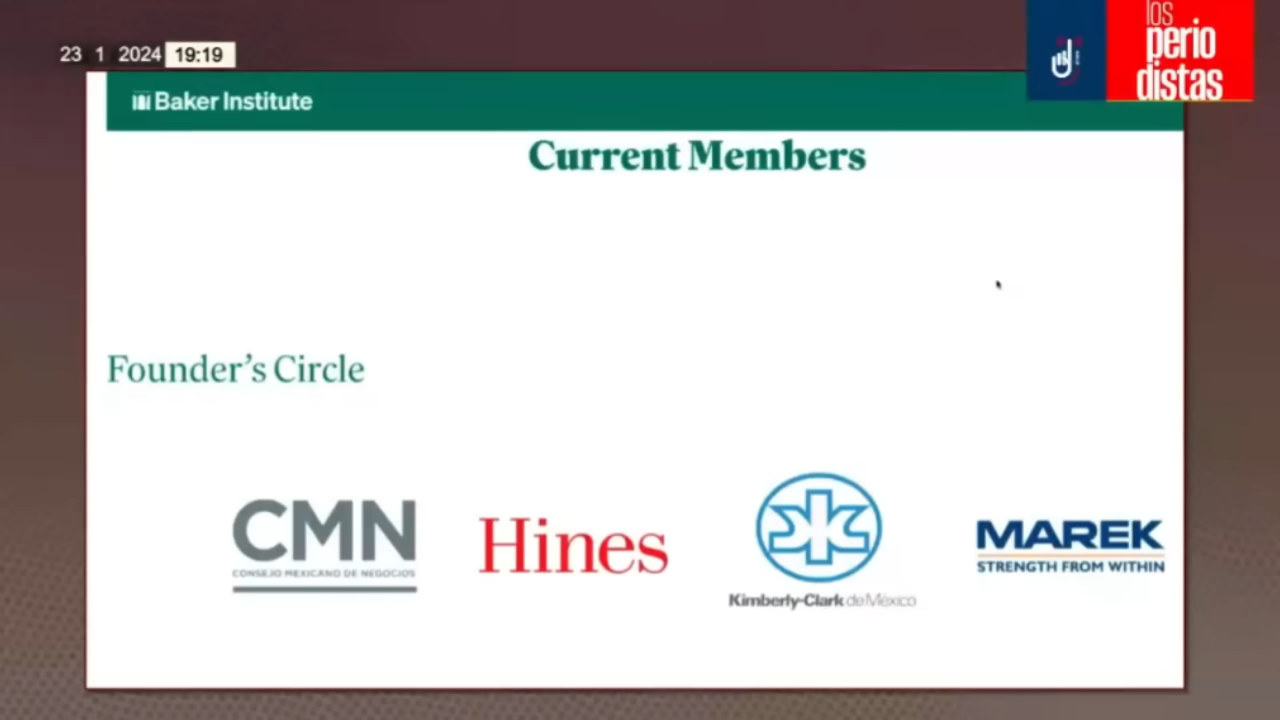 23 1 2024 19:19
los
perio
distas
Baker Institute
Current Members
Founder’s Circle
CMN
CONSEJO MEXICANO DE NEGOCIOS
Hines
Kimberly-Clark de México
MAREK
STRENGTH FROM WITHIN